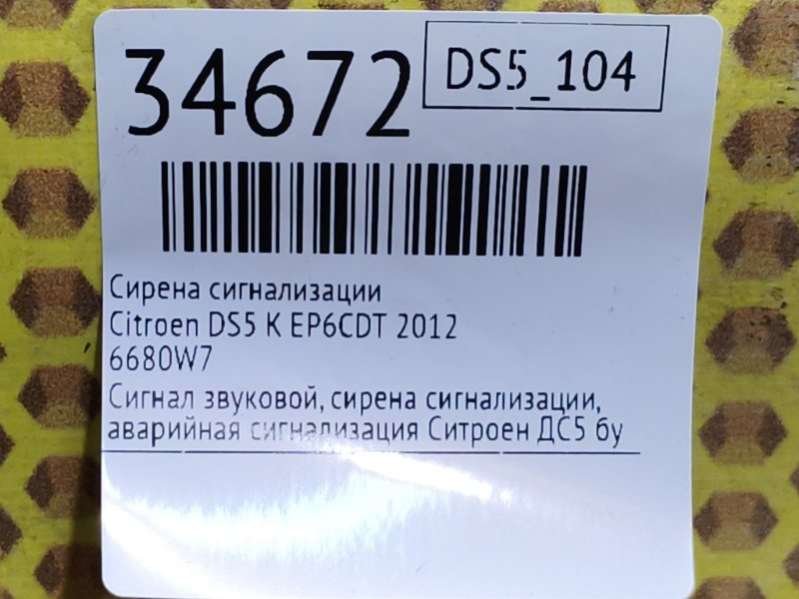 34672
DS5_104
Сирена сигнализации
Citroen DS5 K EP6CDT 2012
6680W7
Сигнал звуковой, сирена сигнализации,
аварийная сигнализация Ситроен ДС5 бу